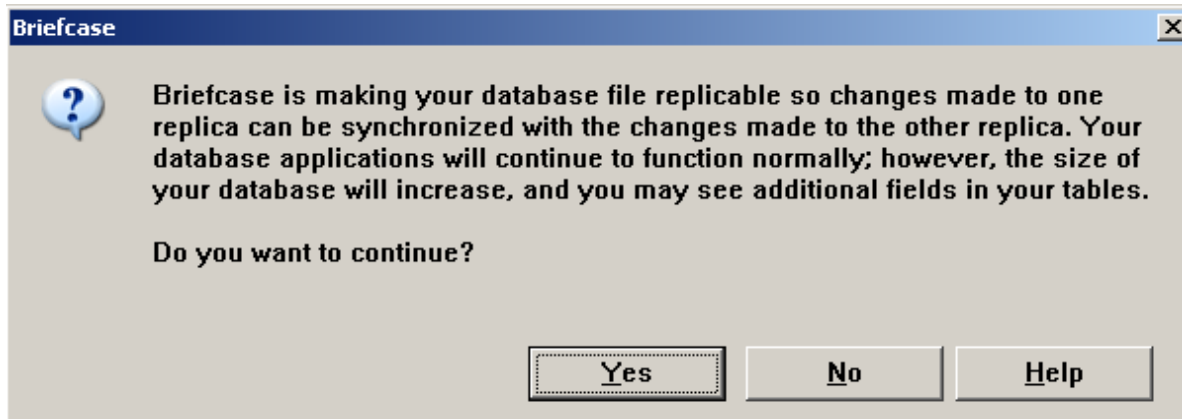 Briefcase
Briefcase is making your database file replicable so changes made to one
replica can be synchronized with the changes made to the other replica. Your
database applications will continue to function normally; however, the size of
your database will increase, and you may see additional fields in your tables.
Do you want to continue?
Yes No Help